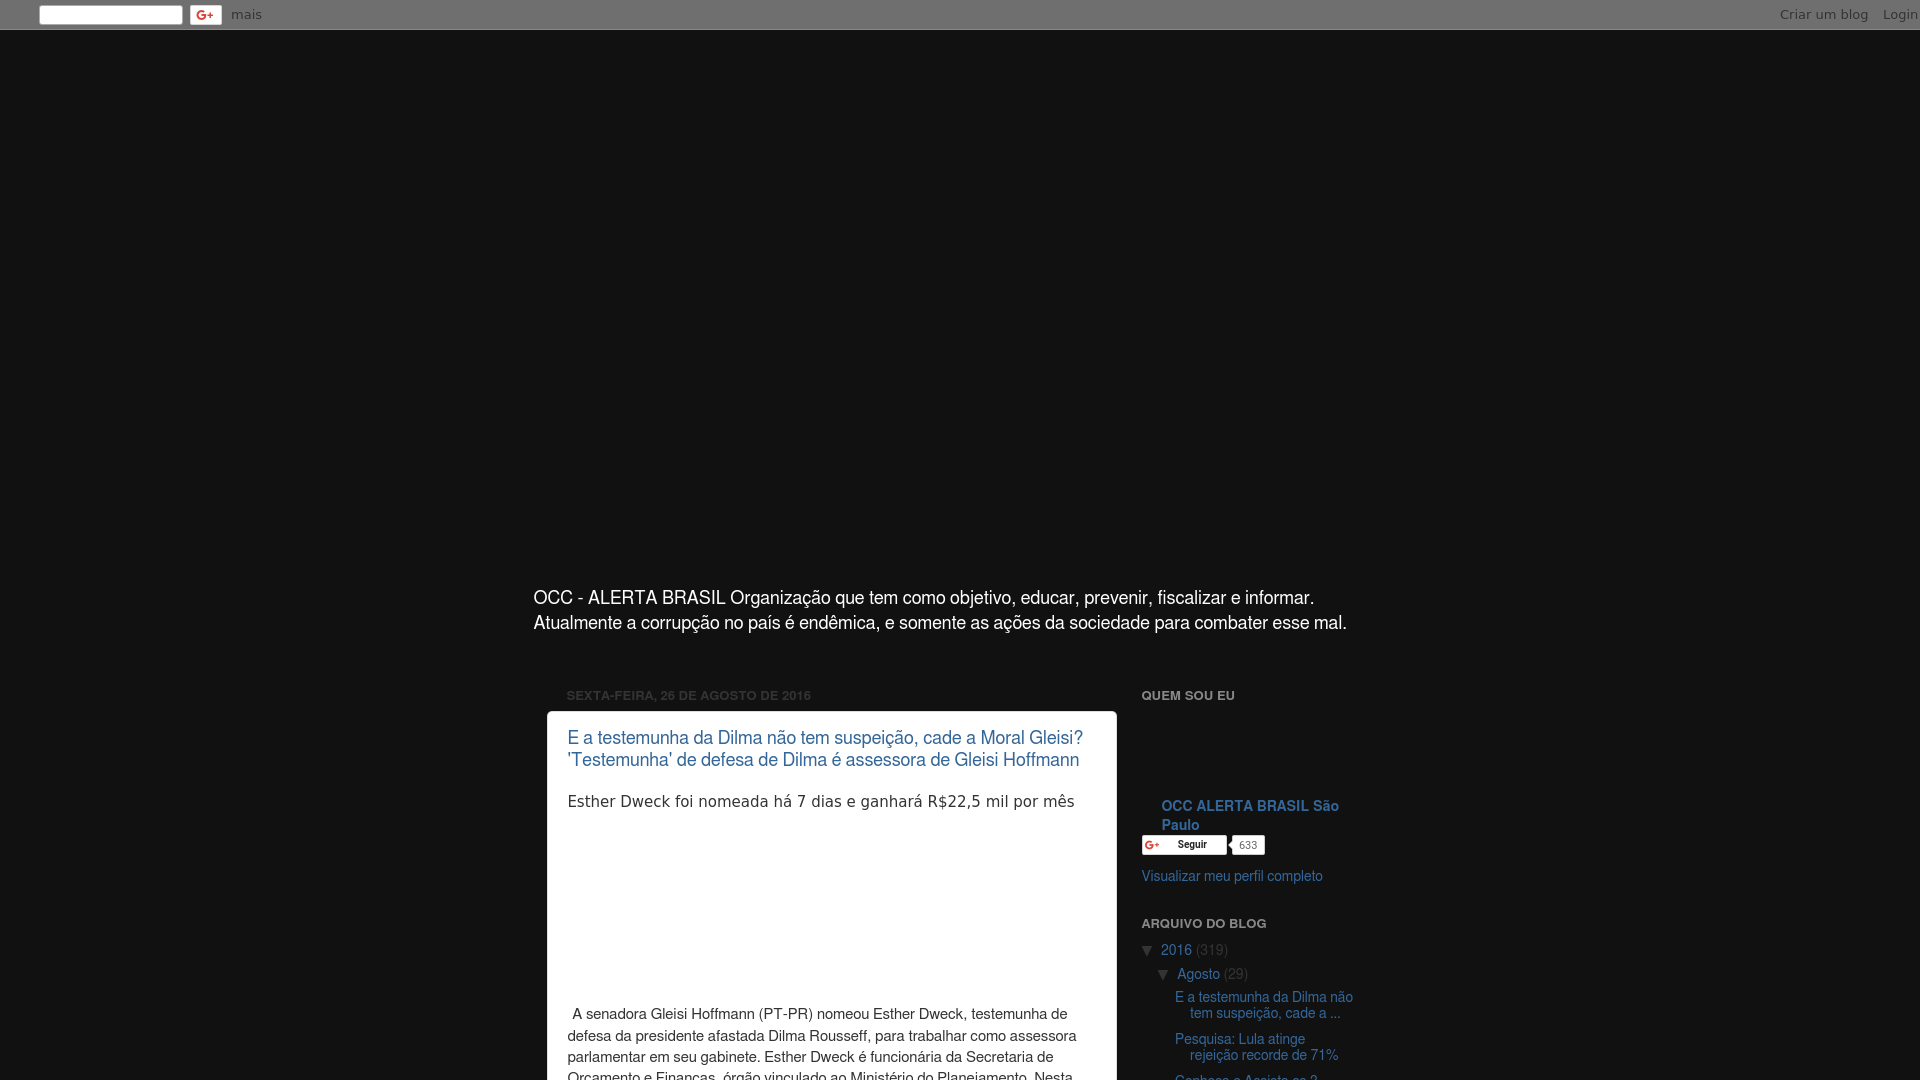 mais
Criar um blog
Login
OCC - ALERTA BRASIL Organização que tem como objetivo, educar, prevenir, fiscalizar e informar.
Atualmente a corrupção no país é endêmica, e somente as ações da sociedade para combater esse mal.
SEXTA-FEIRA, 26 DE AGOSTO DE 2016
E a testemunha da Dilma não tem suspeição, cade a Moral Gleisi?
'Testemunha' de defesa de Dilma é assessora de Gleisi Hoffmann
Esther Dweck foi nomeada há 7 dias e ganhará R$22,5 mil por mês
A senadora Gleisi Hoffmann (PT-PR) nomeou Esther Dweck, testemunha de
defesa da presidente afastada Dilma Rousseff, para trabalhar como assessora
parlamentar em seu gabinete. Esther Dweck é funcionária da Secretaria de
Orçamento e Finanças, órgão vinculado ao Ministério do Planejamento. Nesta
QUEM SOU EU
OCC ALERTA BRASIL São
Paulo
G+ Seguir 633
Visualizar meu perfil completo
ARQUIVO DO BLOG
▼ 2016 (319)
▼ Agosto (29)
E a testemunha da Dilma não
tem suspeição, cade a ...
Pesquisa: Lula atinge
rejeição recorde de 71%